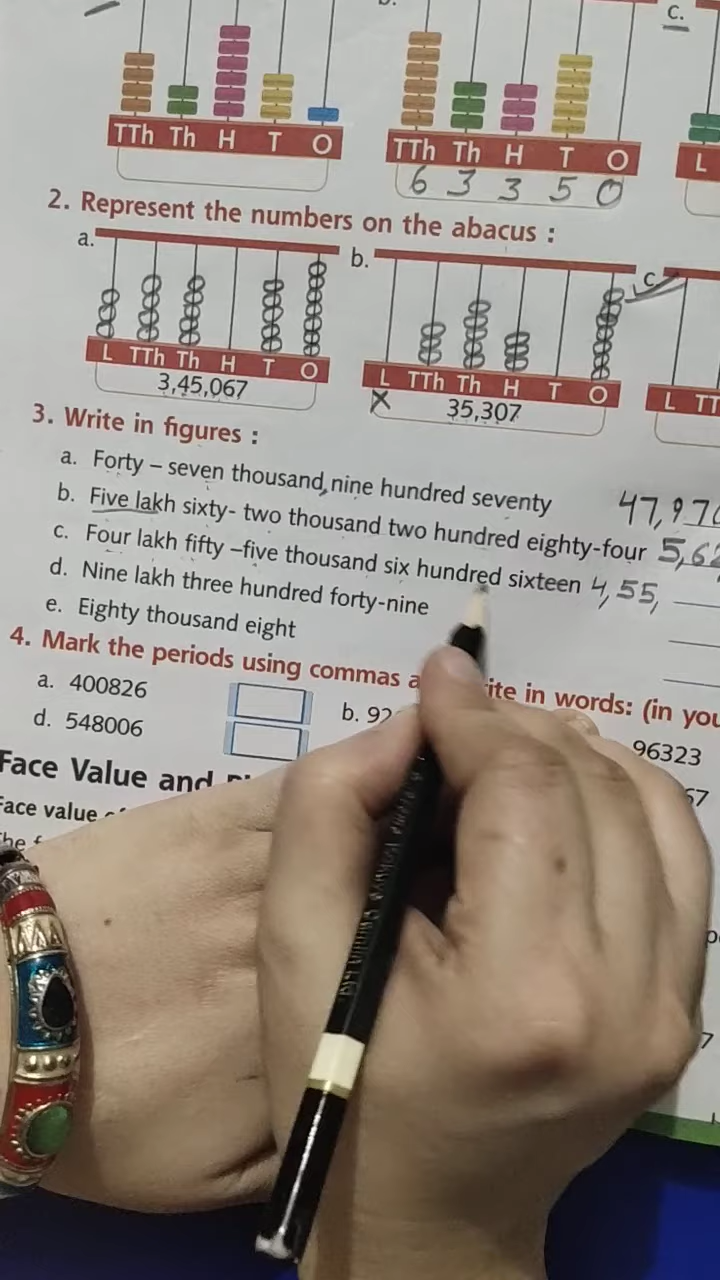 c.
TTh Th H T O
TTh Th H T O
L
6 3 3 5 0
2. Represent the numbers on the abacus :
a.
b.
c.
L TTh Th H T O
3,45,067
L TTh Th H T O
X
35,307
L TT
3. Write in figures :
a. Forty – seven thousand, nine hundred seventy 47,970
b. Five lakh sixty- two thousand two hundred eighty-four 5,62
c. Four lakh fifty –five thousand six hundred sixteen 4,55,
d. Nine lakh three hundred forty-nine
e. Eighty thousand eight
4. Mark the periods using commas a ite in words: (in you
a. 400826
b. 92
96323
d. 548006
67
Face Value and
Face value
7